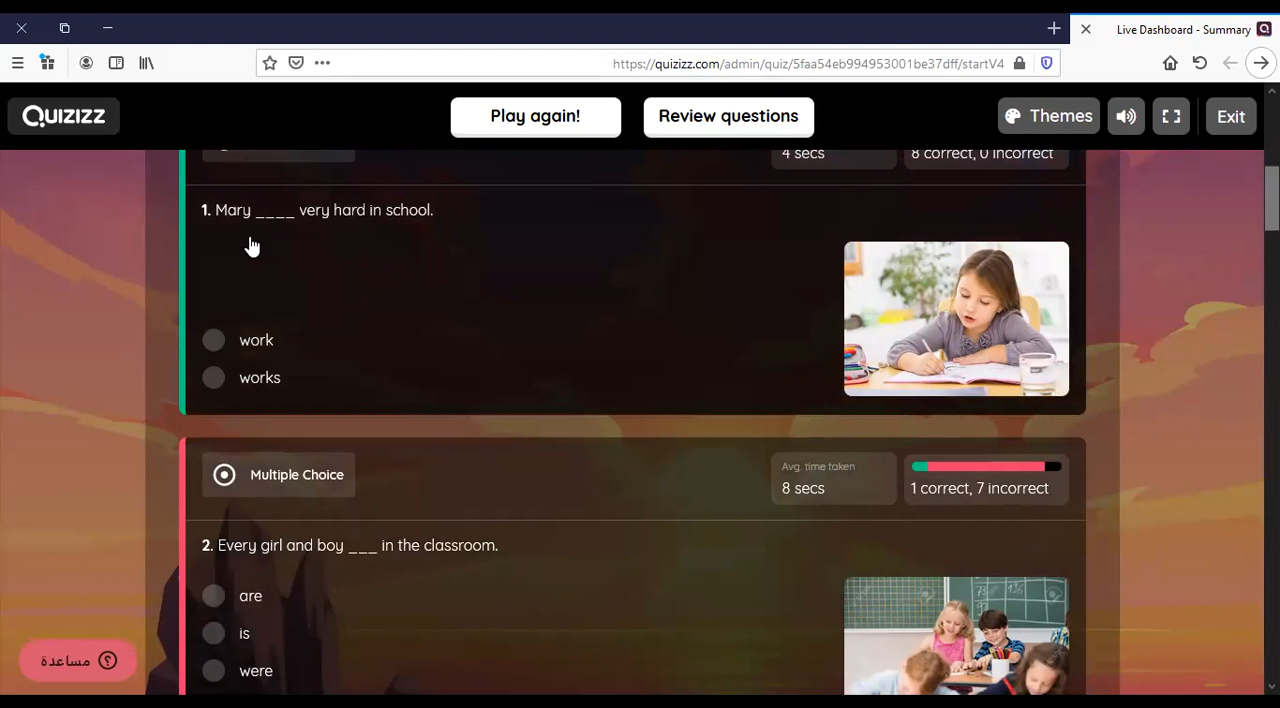 Live Dashboard - Summary
https://quizizz.com/admin/quiz/5faa54eb994953001be37dff/startV4
Quizizz
Play again!
Review questions
Themes
Exit
4 secs
8 correct, 0 incorrect
1. Mary ____ very hard in school.
work
works
Multiple Choice
Avg. time taken
8 secs
1 correct, 7 incorrect
2. Every girl and boy ___ in the classroom.
are
is
were
مساعدة